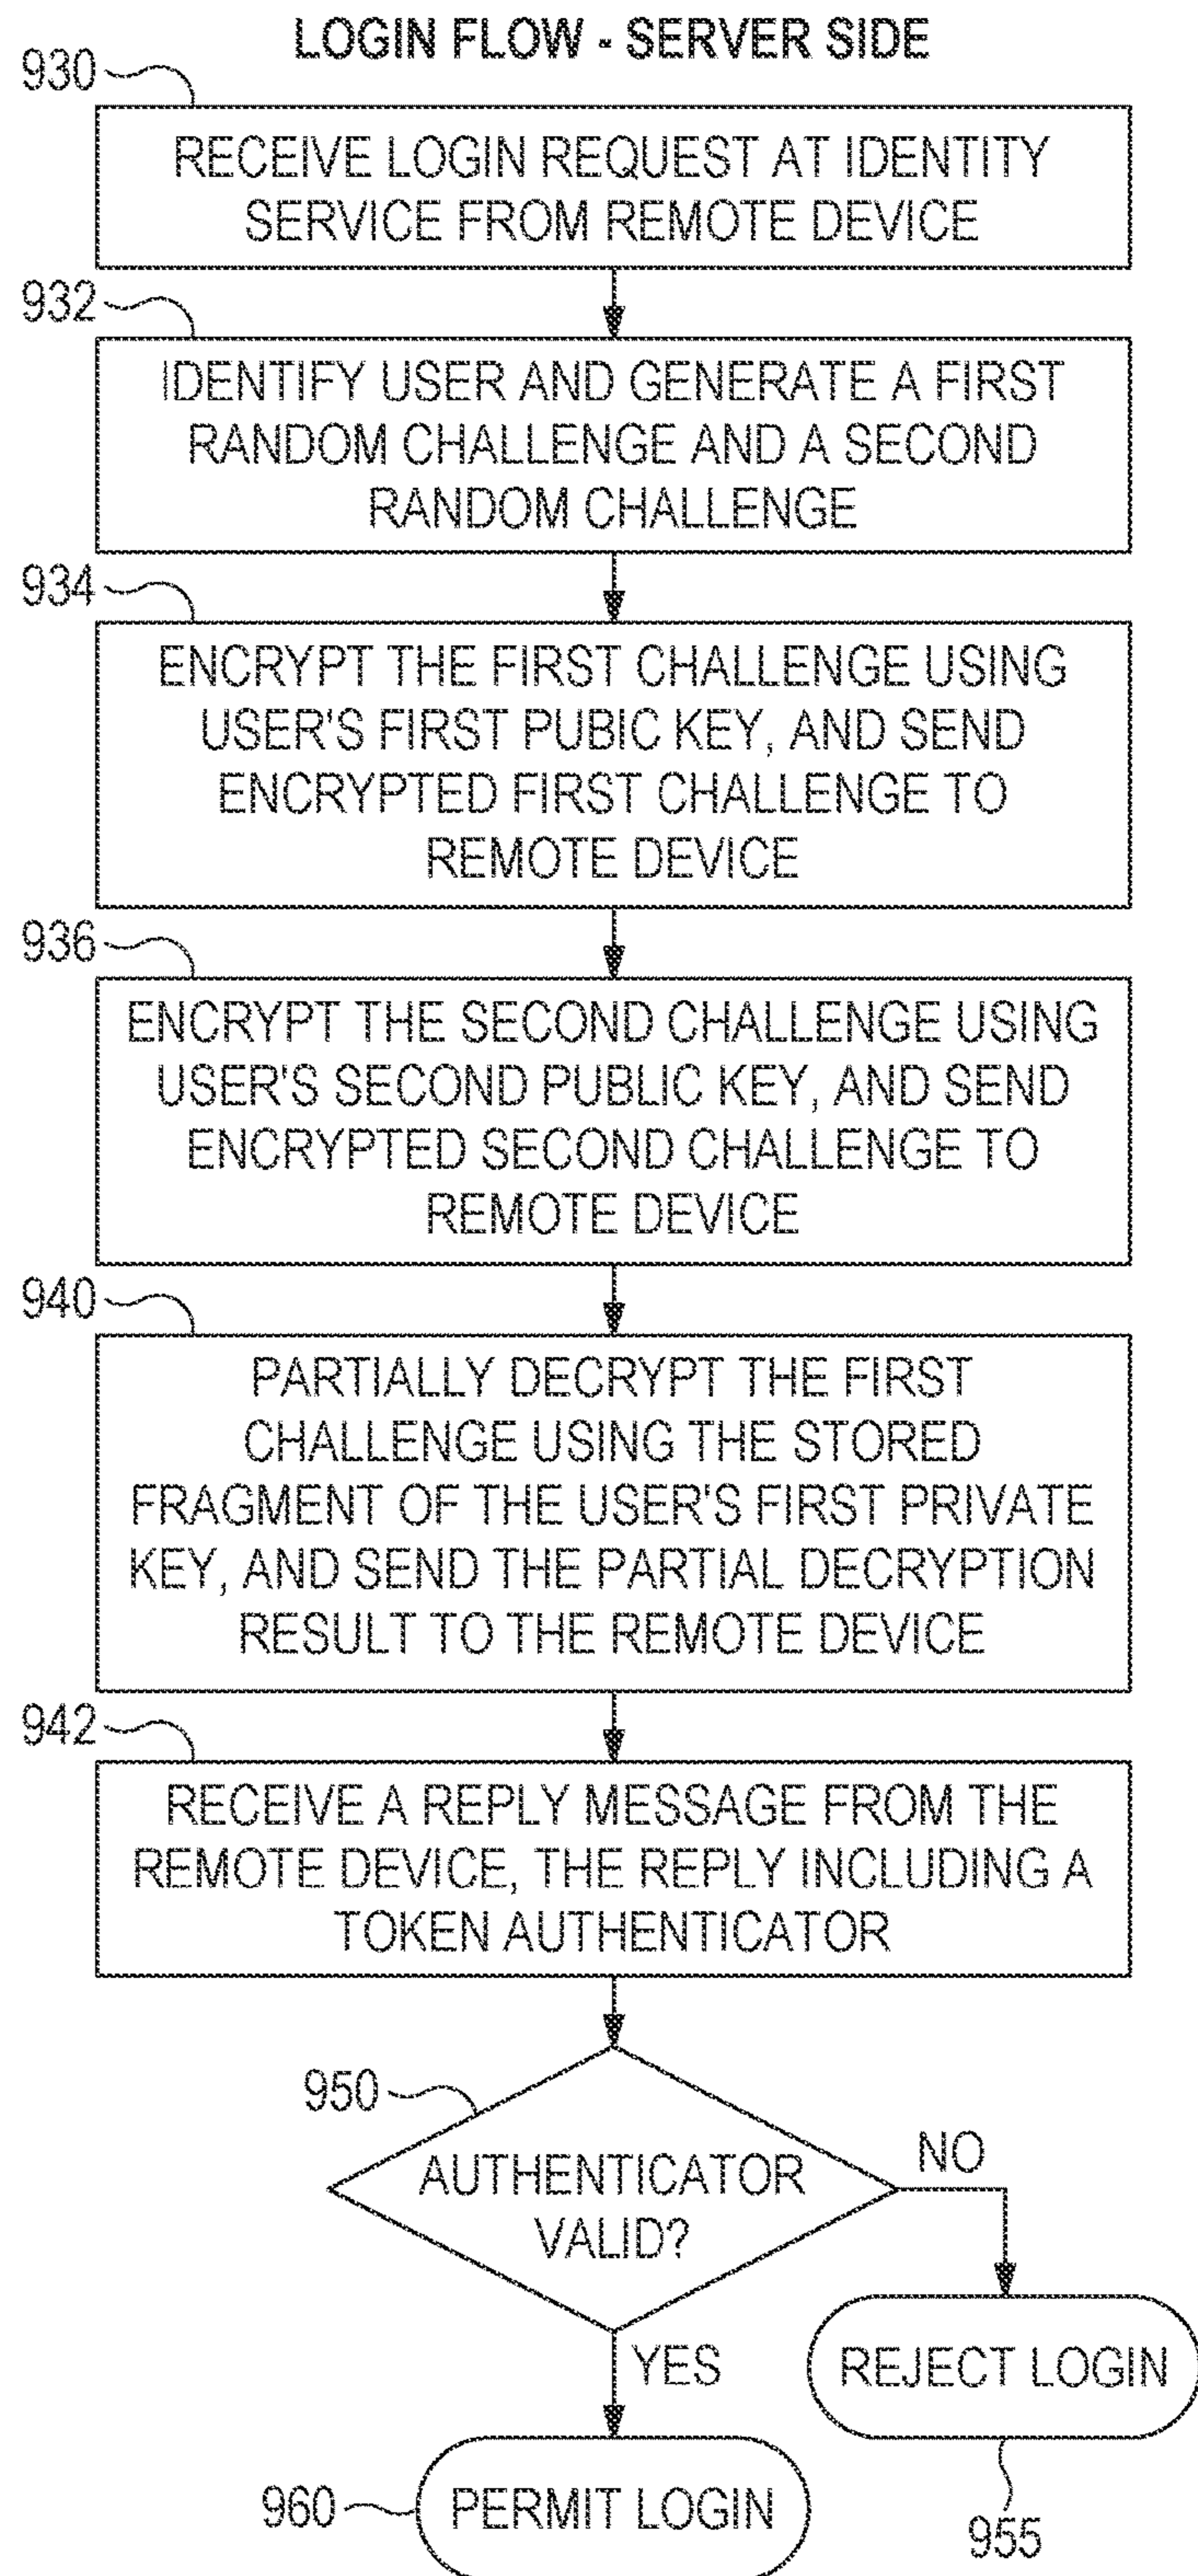 LOGIN FLOW - SERVER SIDE
930
RECEIVE LOGIN REQUEST AT IDENTITY
SERVICE FROM REMOTE DEVICE
932
IDENTIFY USER AND GENERATE A FIRST
RANDOM CHALLENGE AND A SECOND
RANDOM CHALLENGE
934
ENCRYPT THE FIRST CHALLENGE USING
USER'S FIRST PUBIC KEY, AND SEND
ENCRYPTED FIRST CHALLENGE TO
REMOTE DEVICE
936
ENCRYPT THE SECOND CHALLENGE USING
USER'S SECOND PUBLIC KEY, AND SEND
ENCRYPTED SECOND CHALLENGE TO
REMOTE DEVICE
940
PARTIALLY DECRYPT THE FIRST
CHALLENGE USING THE STORED
FRAGMENT OF THE USER'S FIRST PRIVATE
KEY, AND SEND THE PARTIAL DECRYPTION
RESULT TO THE REMOTE DEVICE
942
RECEIVE A REPLY MESSAGE FROM THE
REMOTE DEVICE, THE REPLY INCLUDING A
TOKEN AUTHENTICATOR
950
AUTHENTICATOR
VALID?
NO
YES
REJECT LOGIN
955
960
PERMIT LOGIN